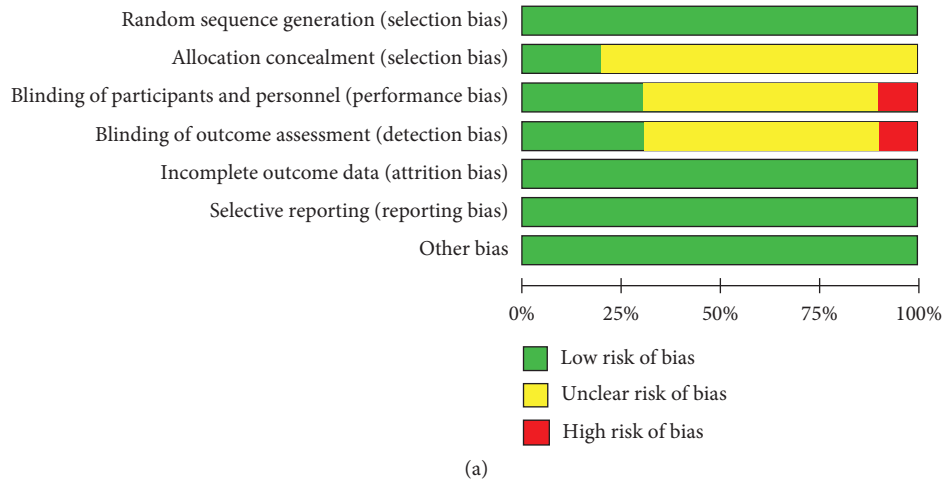 Random sequence generation (selection bias)
Allocation concealment (selection bias)
Blinding of participants and personnel (performance bias)
Blinding of outcome assessment (detection bias)
Incomplete outcome data (attrition bias)
Selective reporting (reporting bias)
Other bias
0% 25% 50% 75% 100%
Low risk of bias
Unclear risk of bias
High risk of bias
(a)